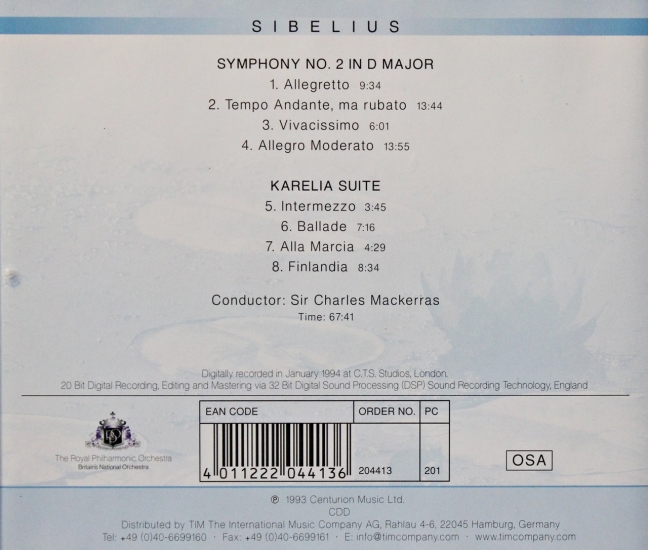 SIBELIUS
SYMPHONY NO. 2 IN D MAJOR
1. Allegretto 9:34
2. Tempo Andante, ma rubato 13:44
3. Vivacissimo 6:01
4. Allegro Moderato 13:55
KARELIA SUITE
5. Intermezzo 3:45
6. Ballade 7:16
7. Alla Marcia 4:29
8. Finlandia 8:34
Conductor: Sir Charles Mackerras
Time: 67:41
Digitally recorded in January 1994 at C.T.S. Studios, London.
20 Bit Digital Recording, Editing and Mastering via 32 Bit Digital Sound Processing (DSP) Sound Recording Technology, England
The Royal Philharmonic Orchestra
Britains National Orchestra
EAN CODE
4 011222 044136
ORDER NO.
204413
PC
201
OSA
℗ 1993 Centurion Music Ltd.
CDD
Distributed by TIM The International Music Company AG, Rahlau 4-6, 22045 Hamburg, Germany
Tel: +49 (0)40-6699160 · Fax: +49 (0)40-6699161 · E: info@timcompany.com · www.timcompany.com